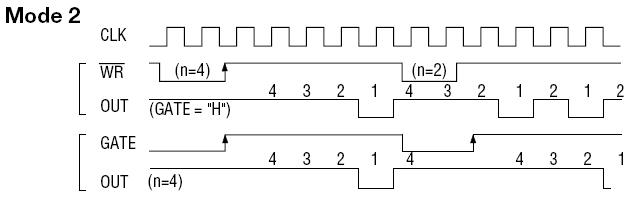 Mode 2
CLK
WR (n=4) (n=2)
4 3 2 1 4 3 2 1 2 1 2
OUT (GATE = "H")
GATE
4 3 2 1 4 4 3 2 1
OUT (n=4)